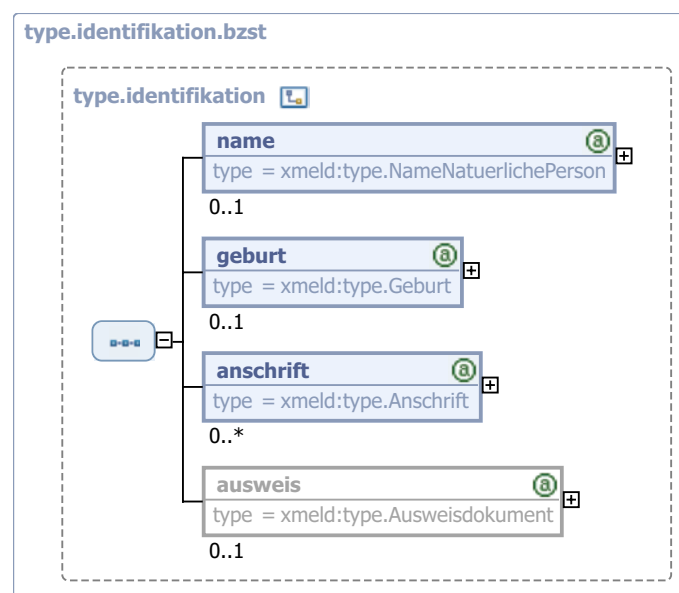 type.identifikation.bzst
type.identifikation
name
type = xmeld:type.NameNatuerlichePerson
0..1
geburt
type = xmeld:type.Geburt
0..1
anschrift
type = xmeld:type.Anschrift
0..*
ausweis
type = xmeld:type.Ausweisdokument
0..1